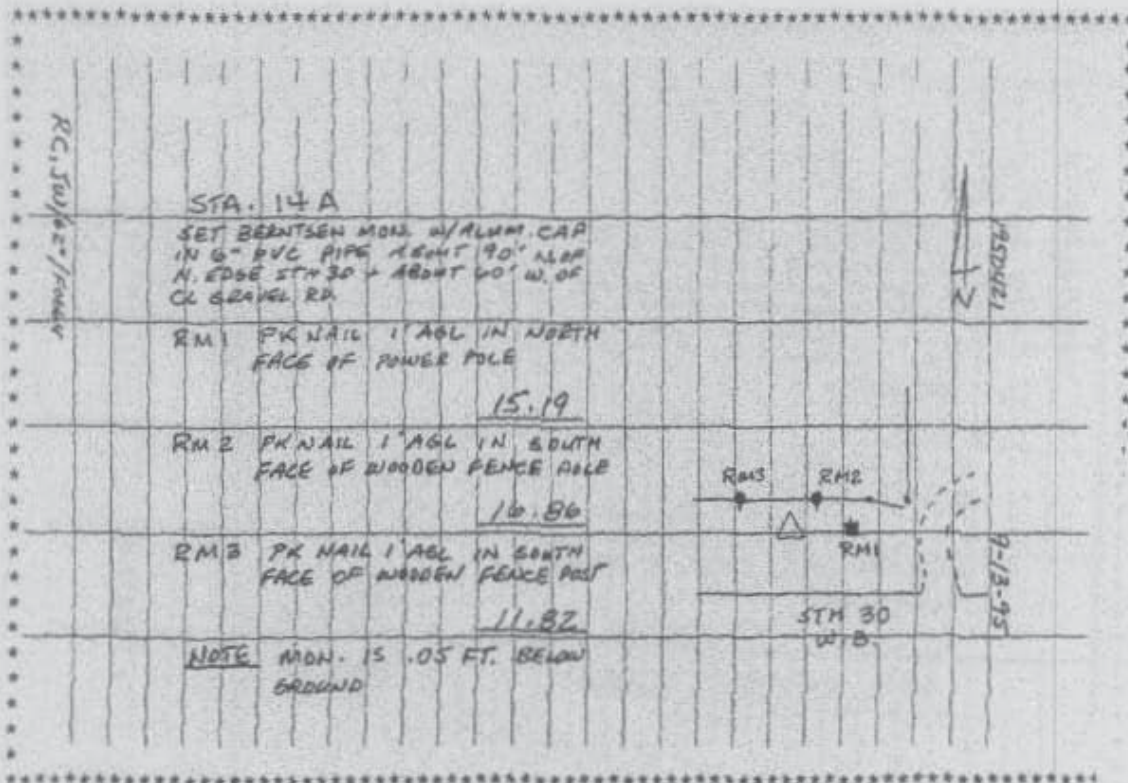 STA. 14 A
SET BERNTSEN MON. W/ALUM. CAP
IN 6" PVC PIPE ABOUT 90' N. OF
N. EDGE STH 30 + ABOUT 60' W. OF
CL GRAVEL RD.
RM1 PK NAIL 1' AGL IN NORTH
FACE OF POWER POLE
15.19
RM2 PK NAIL 1' AGL IN SOUTH
FACE OF WOODEN FENCE POLE
16.86
RM3 PK NAIL 1' AGL IN SOUTH
FACE OF WOODEN FENCE POST
11.82
NOTE MON. IS .05 FT. BELOW
GROUND
RM3 RM2
RM1
STH 30
W.B.
N
9-13-95
RC, JW/62°/